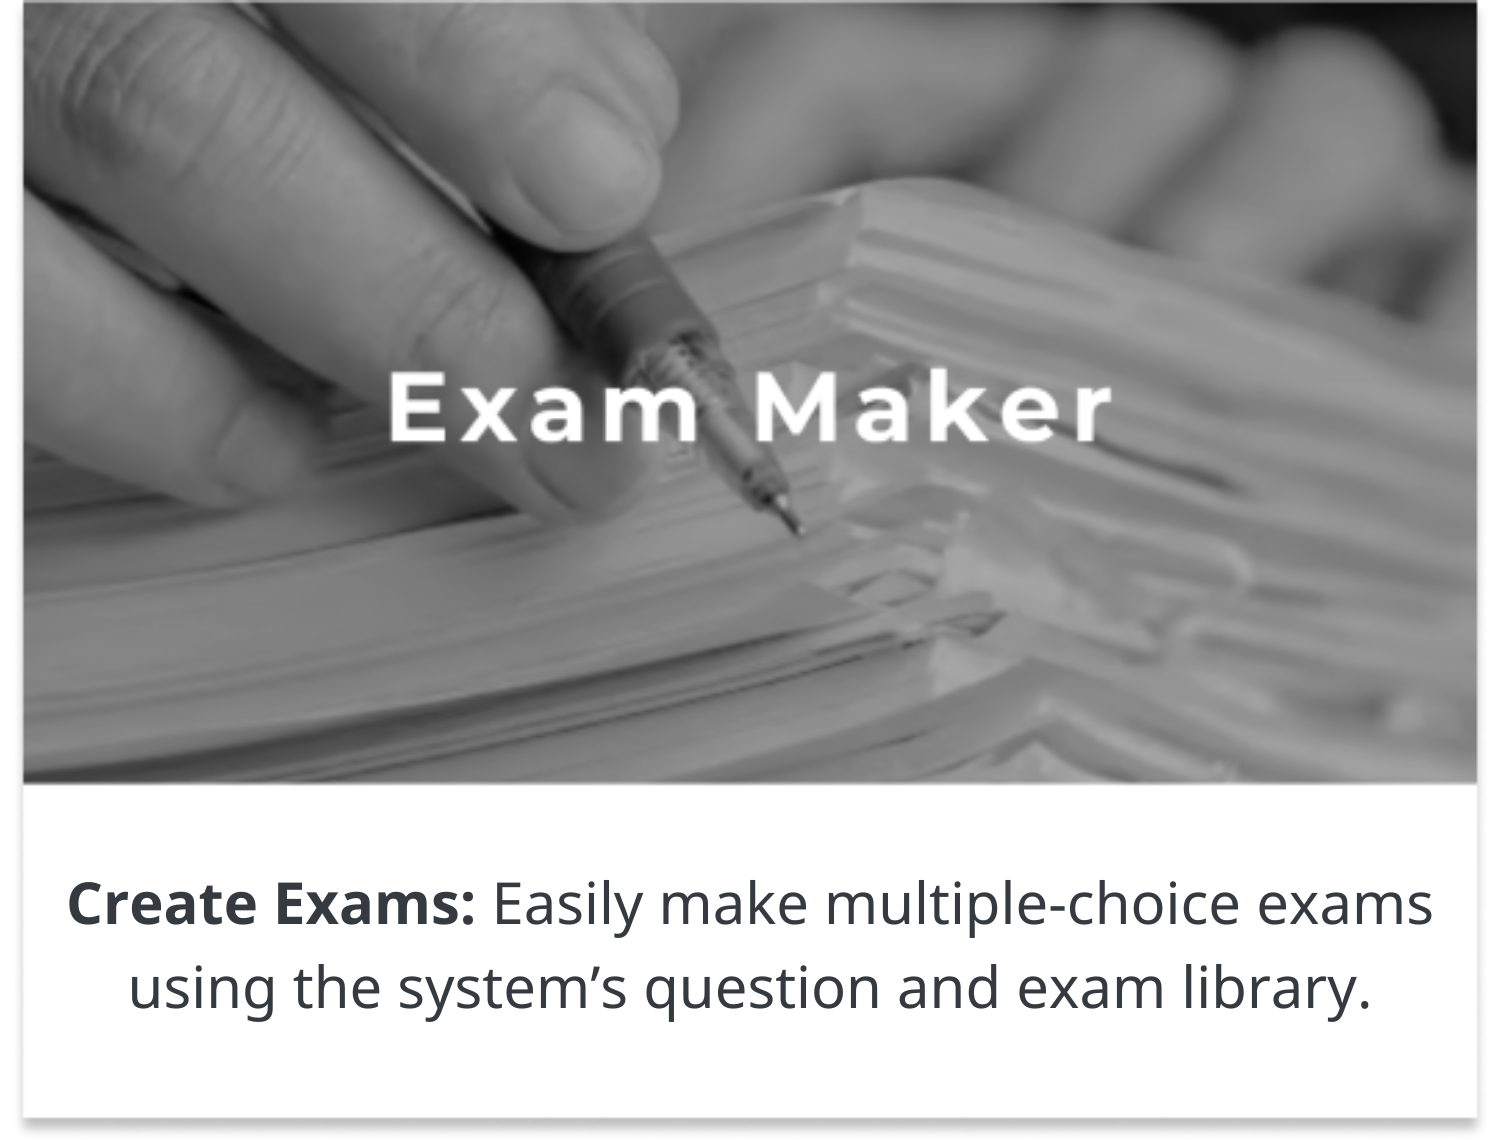 Exam Maker
Create Exams: Easily make multiple-choice exams
using the system’s question and exam library.